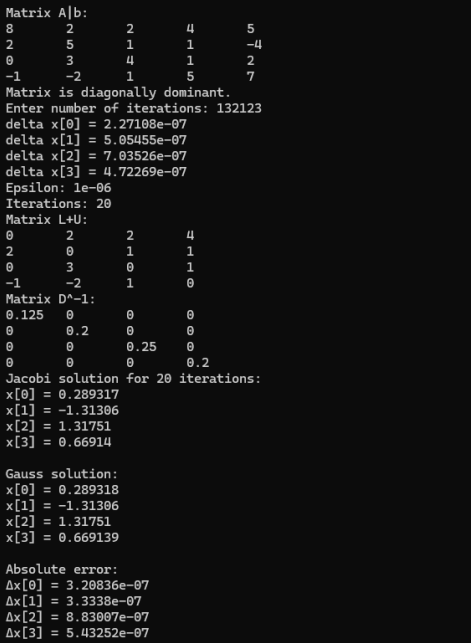 Matrix A|b:
8 2 2 4 5
2 5 1 1 -4
0 3 4 1 2
-1 -2 1 5 7
Matrix is diagonally dominant.
Enter number of iterations: 132123
delta x[0] = 2.27108e-07
delta x[1] = 5.05455e-07
delta x[2] = 7.03526e-07
delta x[3] = 4.72269e-07
Epsilon: 1e-06
Iterations: 20
Matrix L+U:
0 2 2 4
2 0 1 1
0 3 0 1
-1 -2 1 0
Matrix D^-1:
0.125 0 0 0
0 0.2 0 0
0 0 0.25 0
0 0 0 0.2
Jacobi solution for 20 iterations:
x[0] = 0.289317
x[1] = -1.31306
x[2] = 1.31751
x[3] = 0.66914
Gauss solution:
x[0] = 0.289318
x[1] = -1.31306
x[2] = 1.31751
x[3] = 0.669139
Absolute error:
Δx[0] = 3.20836e-07
Δx[1] = 3.3338e-07
Δx[2] = 8.83007e-07
Δx[3] = 5.43252e-07